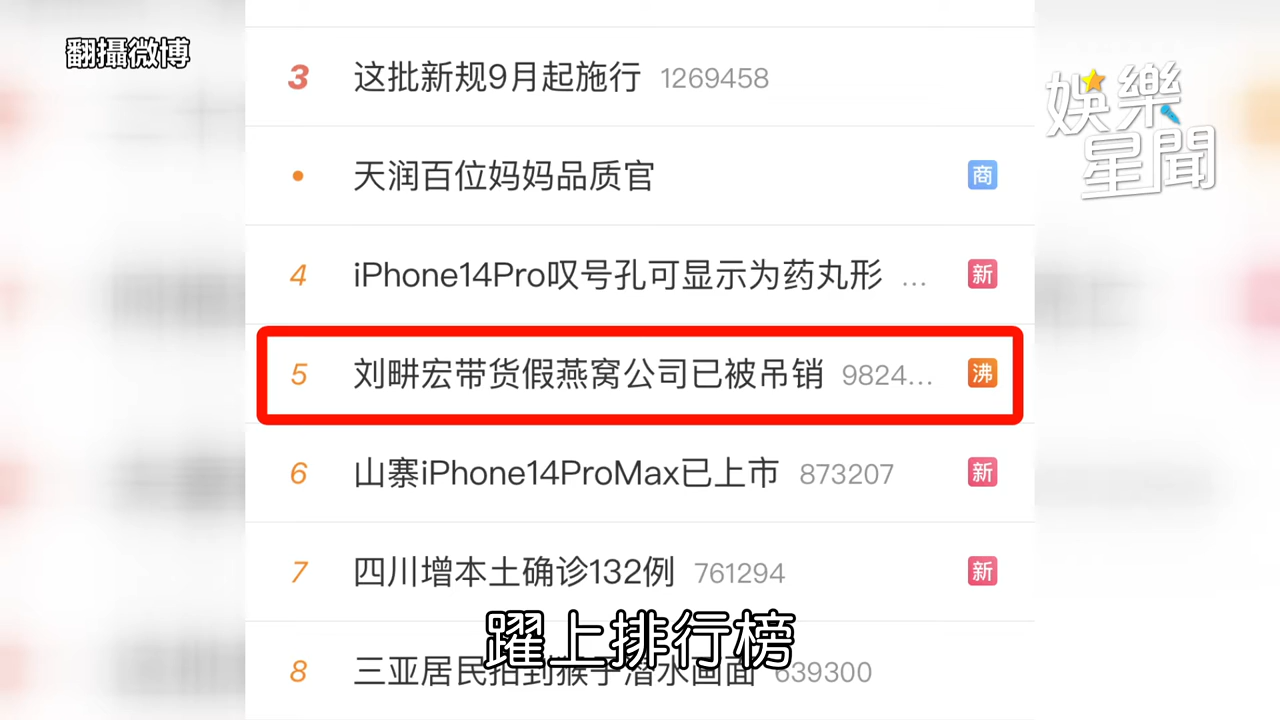 翻攝微博
娛樂
星聞
3 这批新规9月起施行 1269458
• 天润百位妈妈品质官 商
4 iPhone14Pro叹号孔可显示为药丸形 ... 新
5 刘畊宏带货假燕窝公司已被吊销 9824... 沸
6 山寨iPhone14ProMax已上市 873207 新
7 四川增本土确诊132例 761294 新
8 三亚居民拍到猴子潜水画面 639300
躍上排行榜